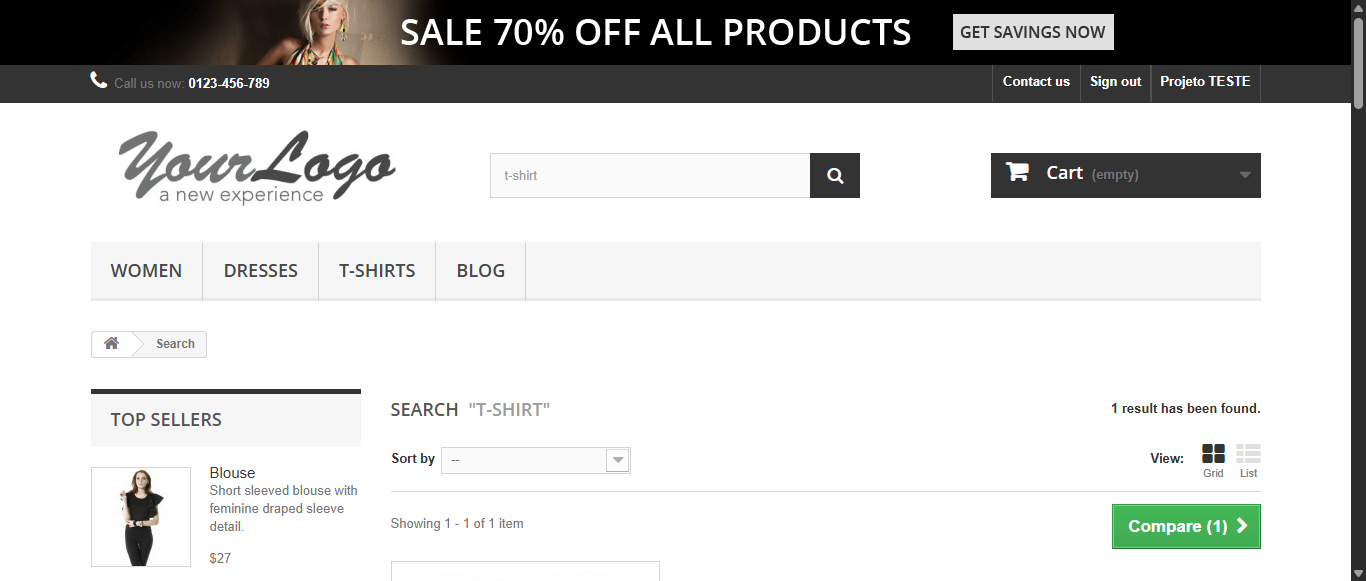 SALE 70% OFF ALL PRODUCTS GET SAVINGS NOW
Call us now: 0123-456-789 Contact us Sign out Projeto TESTE
YourLogo
a new experience
t-shirt
Cart (empty)
WOMEN DRESSES T-SHIRTS BLOG
Search
TOP SELLERS
Blouse
Short sleeved blouse with
feminine draped sleeve
detail.
$27
SEARCH "T-SHIRT" 1 result has been found.
Sort by -- View: Grid List
Showing 1 - 1 of 1 item Compare (1)